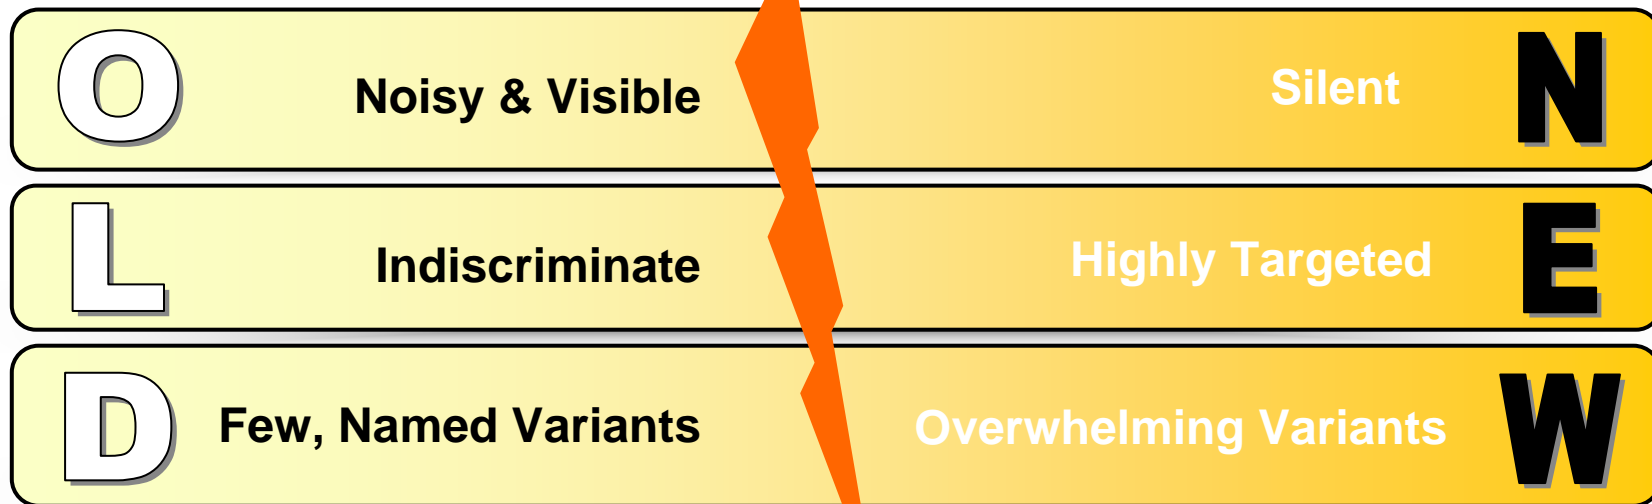 O Noisy & Visible Silent N
L Indiscriminate Highly Targeted E
D Few, Named Variants Overwhelming Variants W